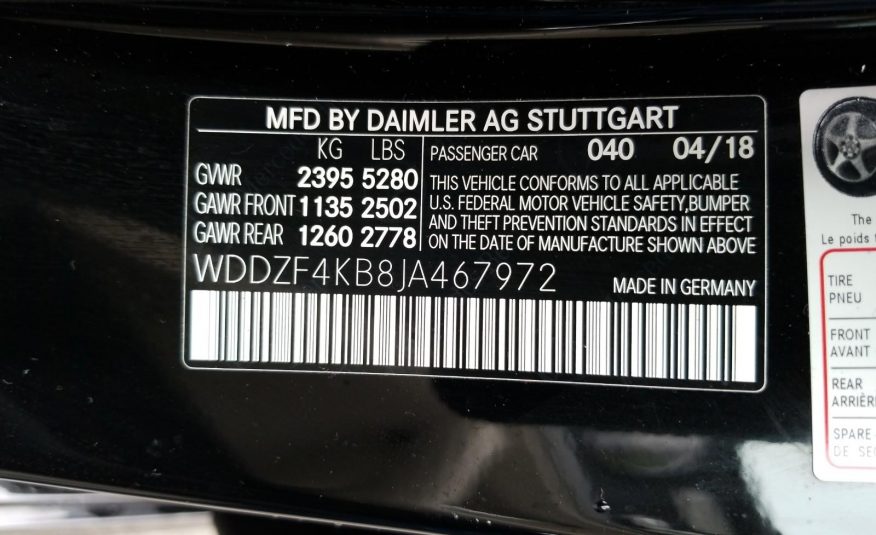 MFD BY DAIMLER AG STUTTGART
KG LBS
GVWR 2395 5280
GAWR FRONT 1135 2502
GAWR REAR 1260 2778
PASSENGER CAR 040 04/18
THIS VEHICLE CONFORMS TO ALL APPLICABLE
U.S. FEDERAL MOTOR VEHICLE SAFETY,BUMPER
AND THEFT PREVENTION STANDARDS IN EFFECT
ON THE DATE OF MANUFACTURE SHOWN ABOVE
WDDZF4KB8JA467972
MADE IN GERMANY
The
Le poids
TIRE
PNEU
FRONT
AVANT
REAR
SPARE